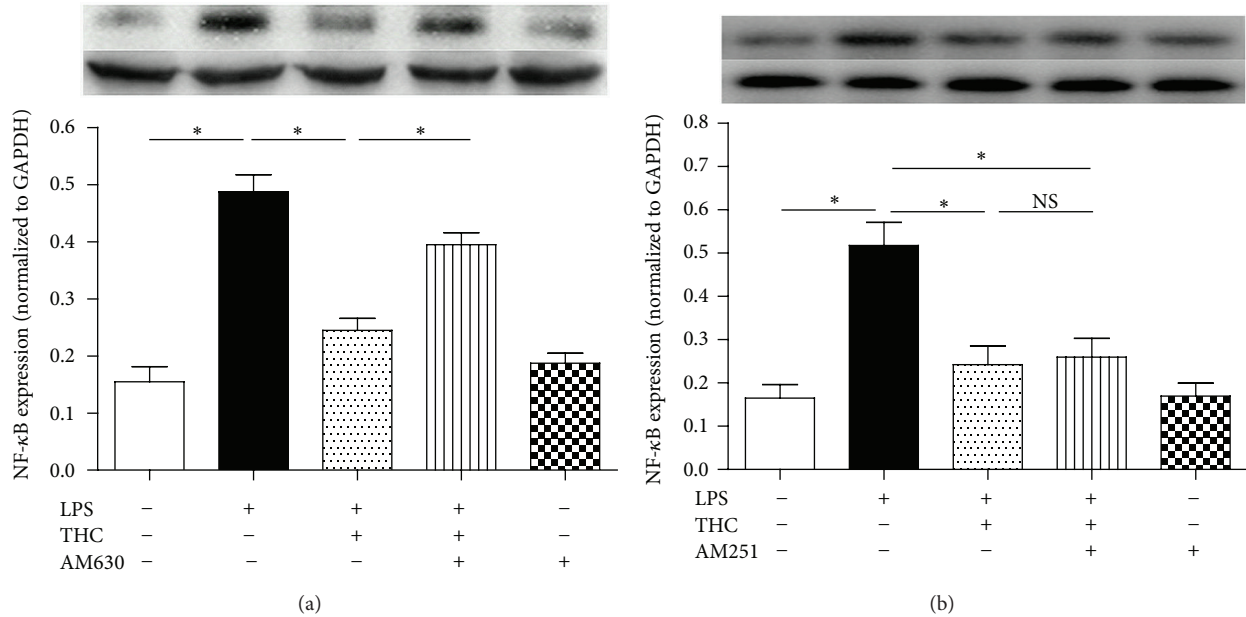 NF-κB expression (normalized to GAPDH)
0.6
0.5
0.4
0.3
0.2
0.1
0.0
* * *
LPS − + + + −
THC − − + + −
AM630 − − − + +
(a)
NF-κB expression (normalized to GAPDH)
0.8
0.7
0.6
0.5
0.4
0.3
0.2
0.1
0.0
*
* * NS
LPS − + + + −
THC − − + + −
AM251 − − − + +
(b)